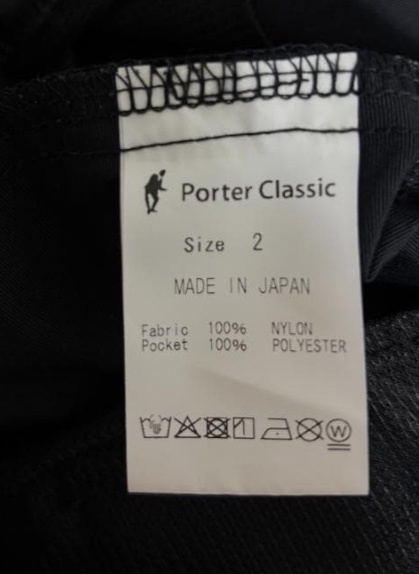 Porter Classic
Size 2
MADE IN JAPAN
Fabric 100% NYLON
Pocket 100% POLYESTER
W